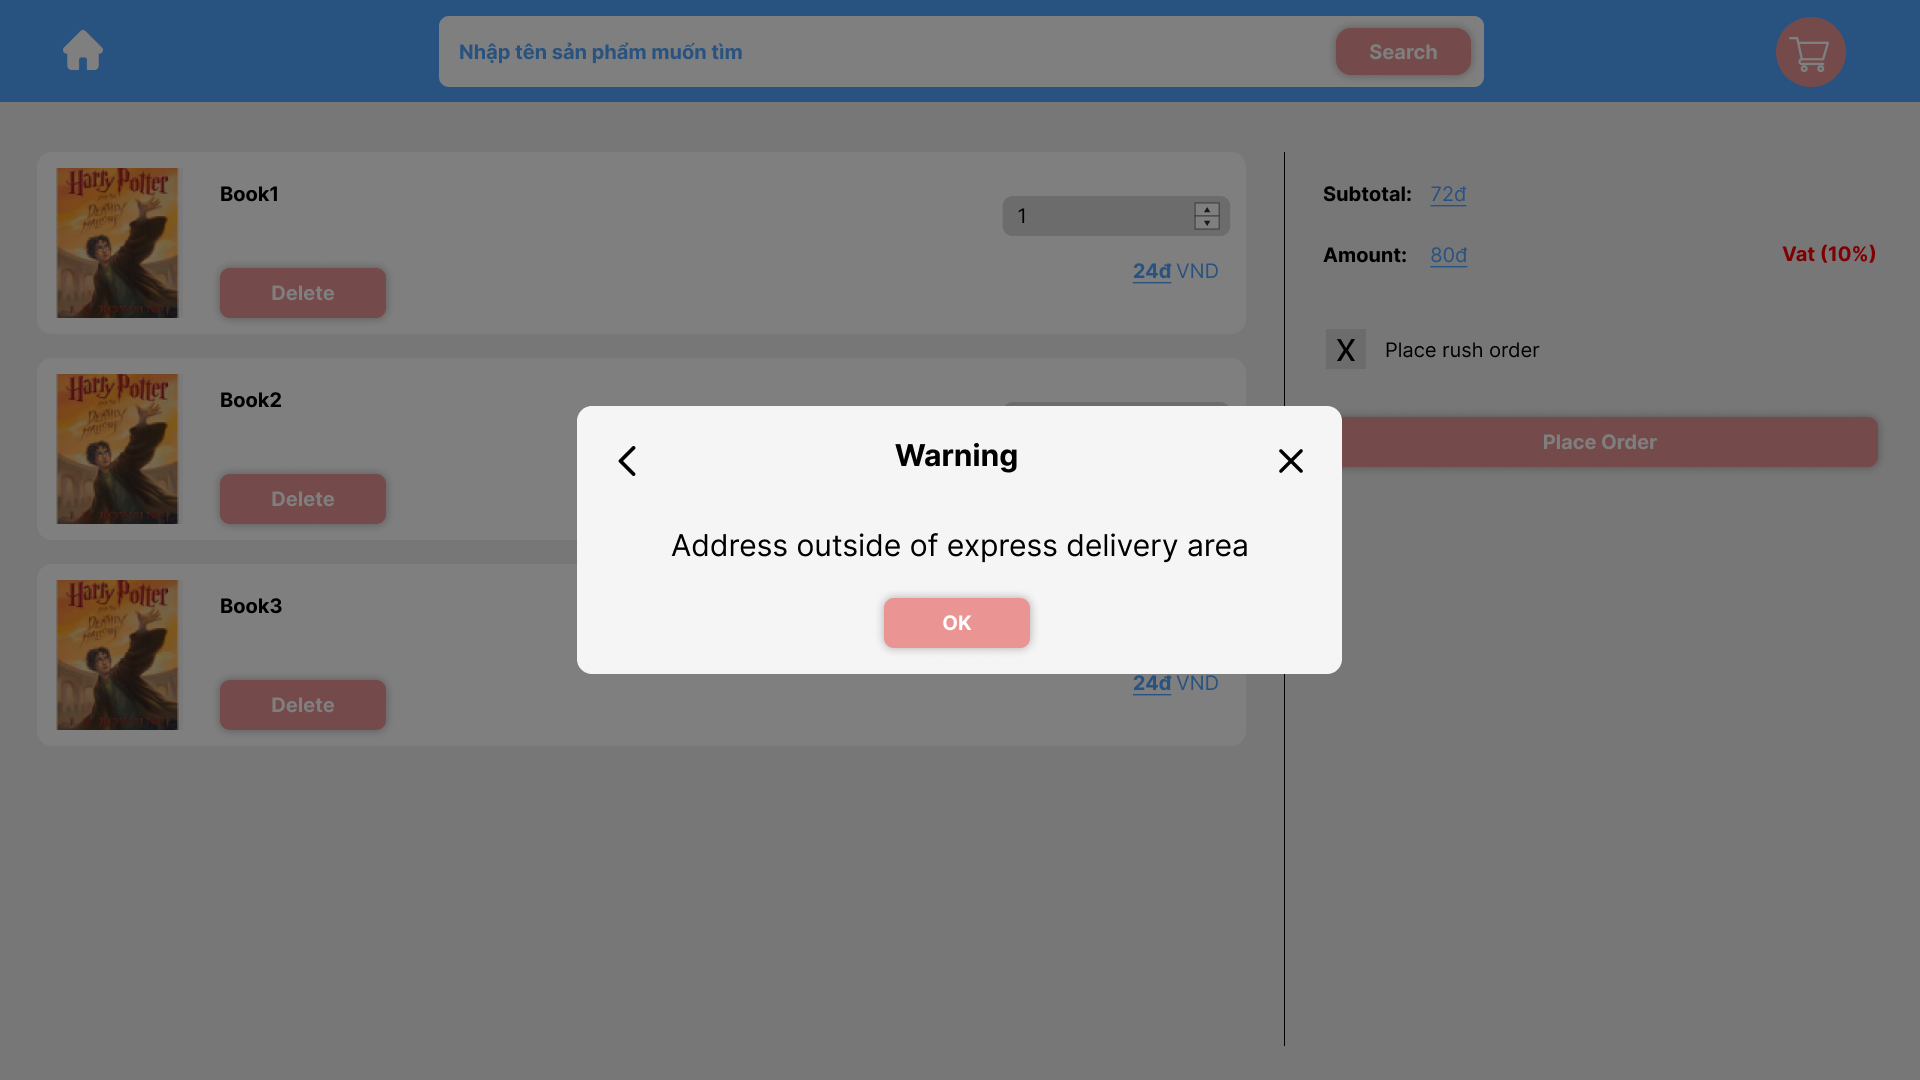 Nhập tên sản phẩm muốn tìm
Search
Harry Potter
Book1
1
24đ VND
Delete
Subtotal: 72đ
Amount: 80đ
Vat (10%)
X Place rush order
Place Order
Harry Potter
Book2
Delete
Warning
Address outside of express delivery area
OK
Harry Potter
Book3
24đ VND
Delete